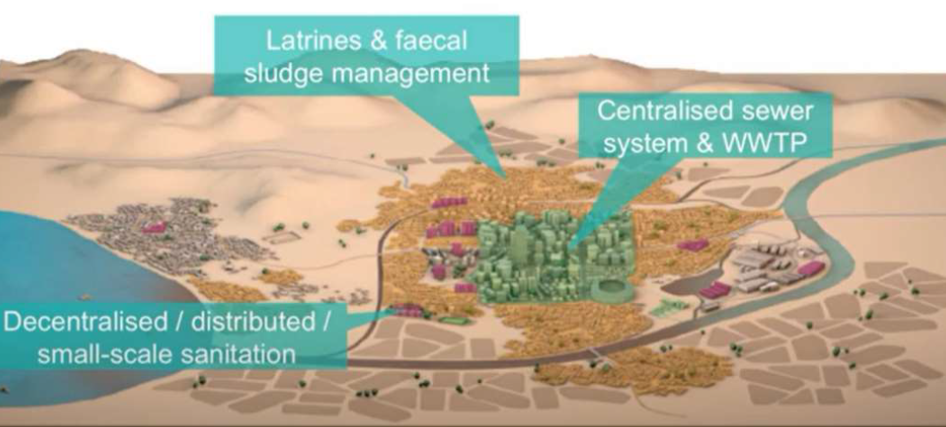 Latrines & faecal
sludge management
Centralised sewer
system & WWTP
Decentralised / distributed /
small-scale sanitation